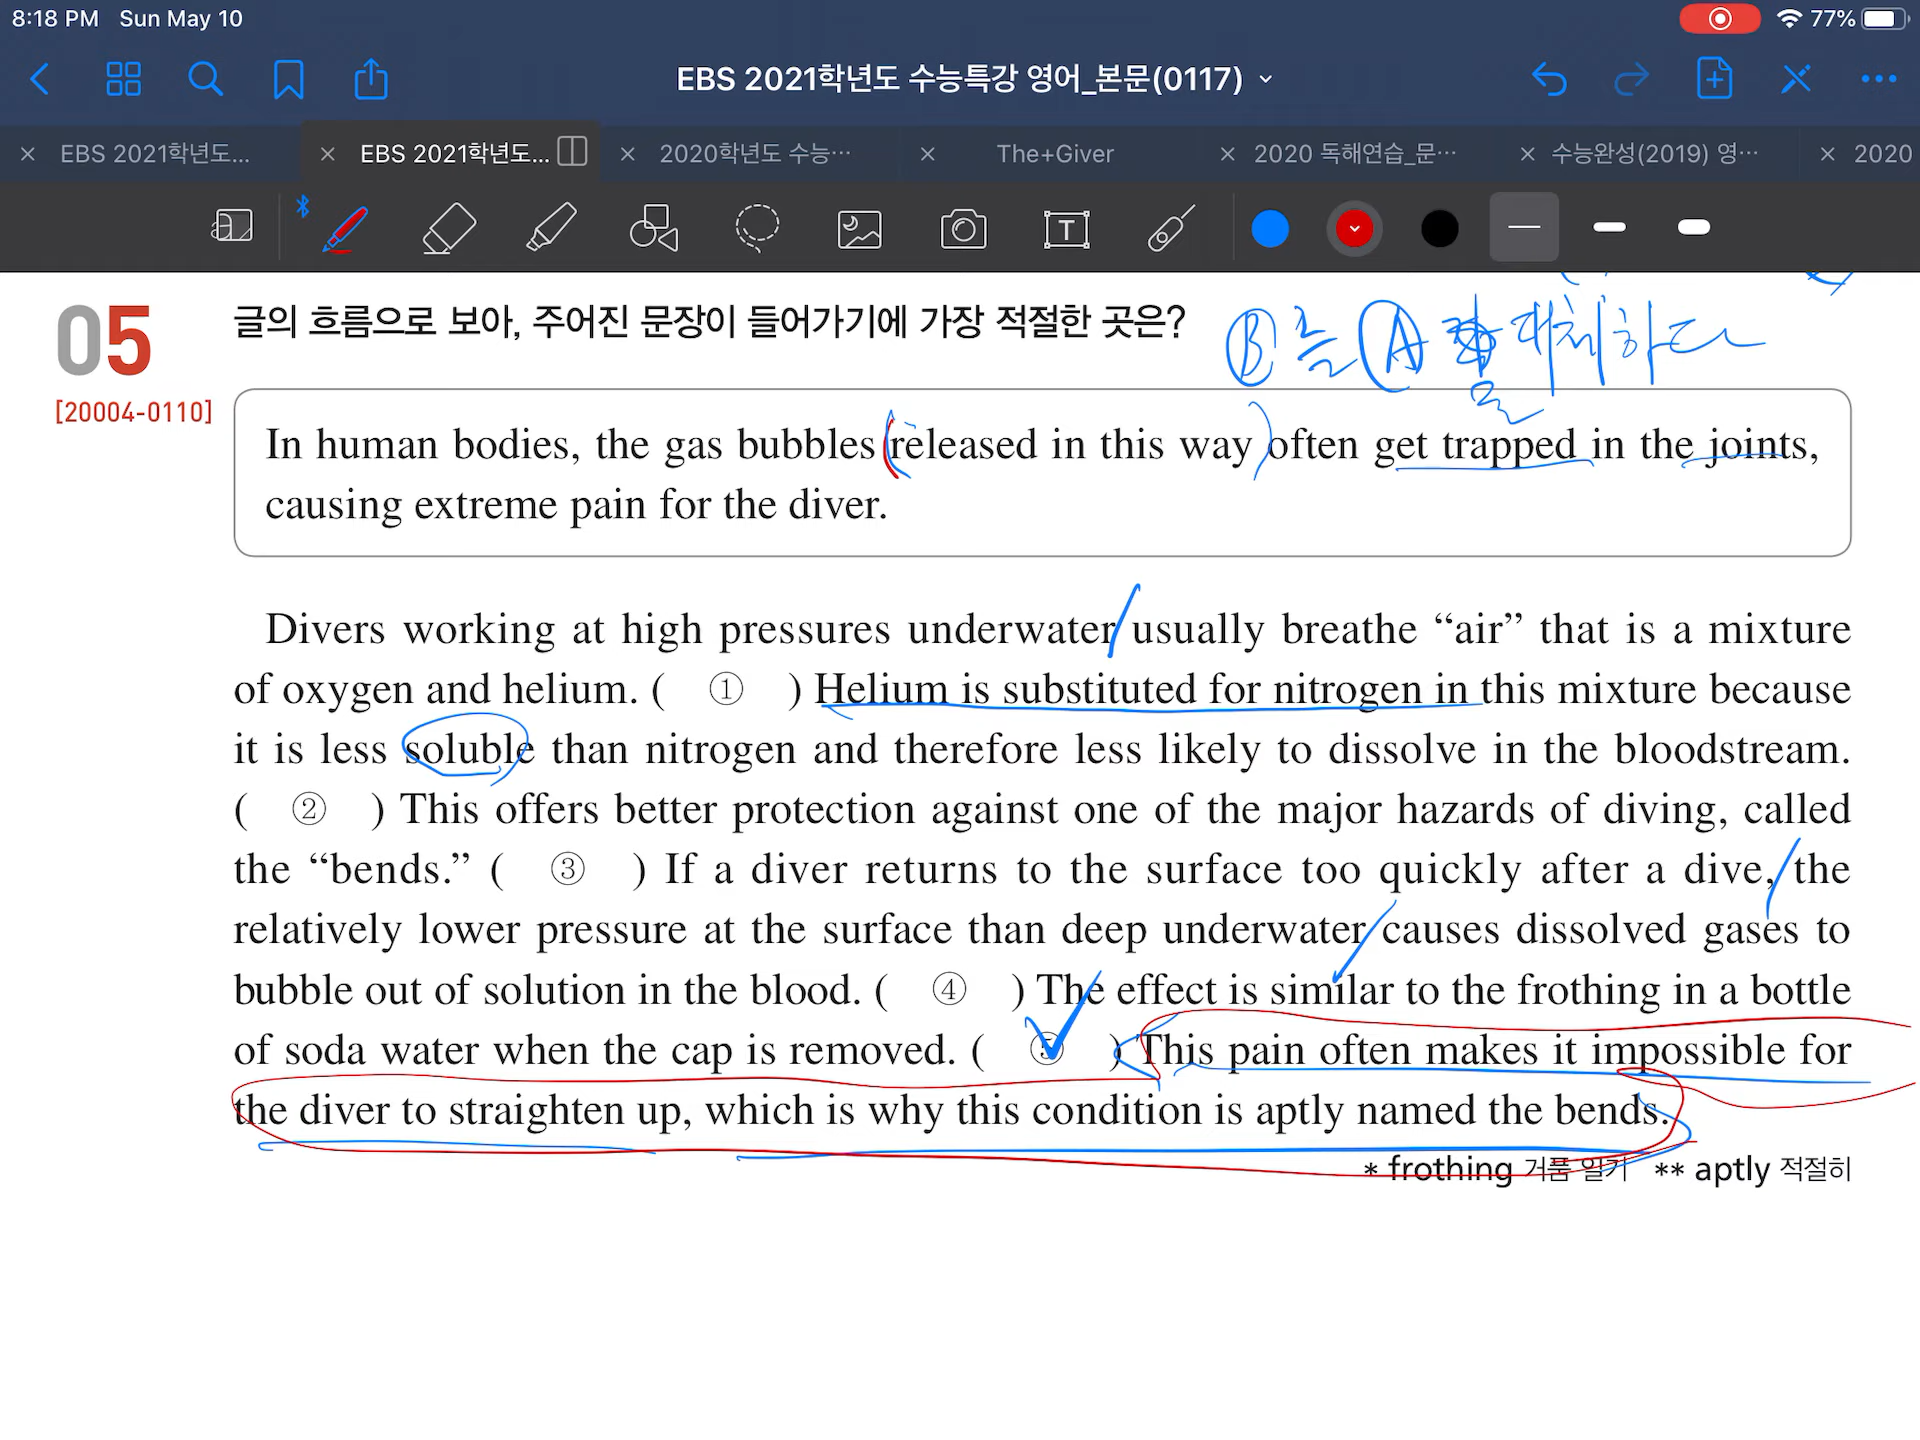 8:18 PM Sun May 10
77%
EBS 2021학년도 수능특강 영어_본문(0117)
EBS 2021학년도...
EBS 2021학년도...
2020학년도 수능…
The+Giver
2020 독해연습_문…
수능완성(2019) 영…
2020
05 글의 흐름으로 보아, 주어진 문장이 들어가기에 가장 적절한 곳은?
Ⓑ는 Ⓐ를 대체하다
[20004-0110]
In human bodies, the gas bubbles (released in this way) often get trapped in the joints,
causing extreme pain for the diver.
Divers working at high pressures underwater / usually breathe “air” that is a mixture
of oxygen and helium. ( ① ) Helium is substituted for nitrogen in this mixture because
it is less soluble than nitrogen and therefore less likely to dissolve in the bloodstream.
( ② ) This offers better protection against one of the major hazards of diving, called
the “bends.” ( ③ ) If a diver returns to the surface too quickly after a dive, / the
relatively lower pressure at the surface than deep underwater / causes dissolved gases to
bubble out of solution in the blood. ( ④ ) The effect is similar to the frothing in a bottle
of soda water when the cap is removed. ( ⑤ ) This pain often makes it impossible for
the diver to straighten up, which is why this condition is aptly named the bends.
* frothing 거품 일기 ** aptly 적절히